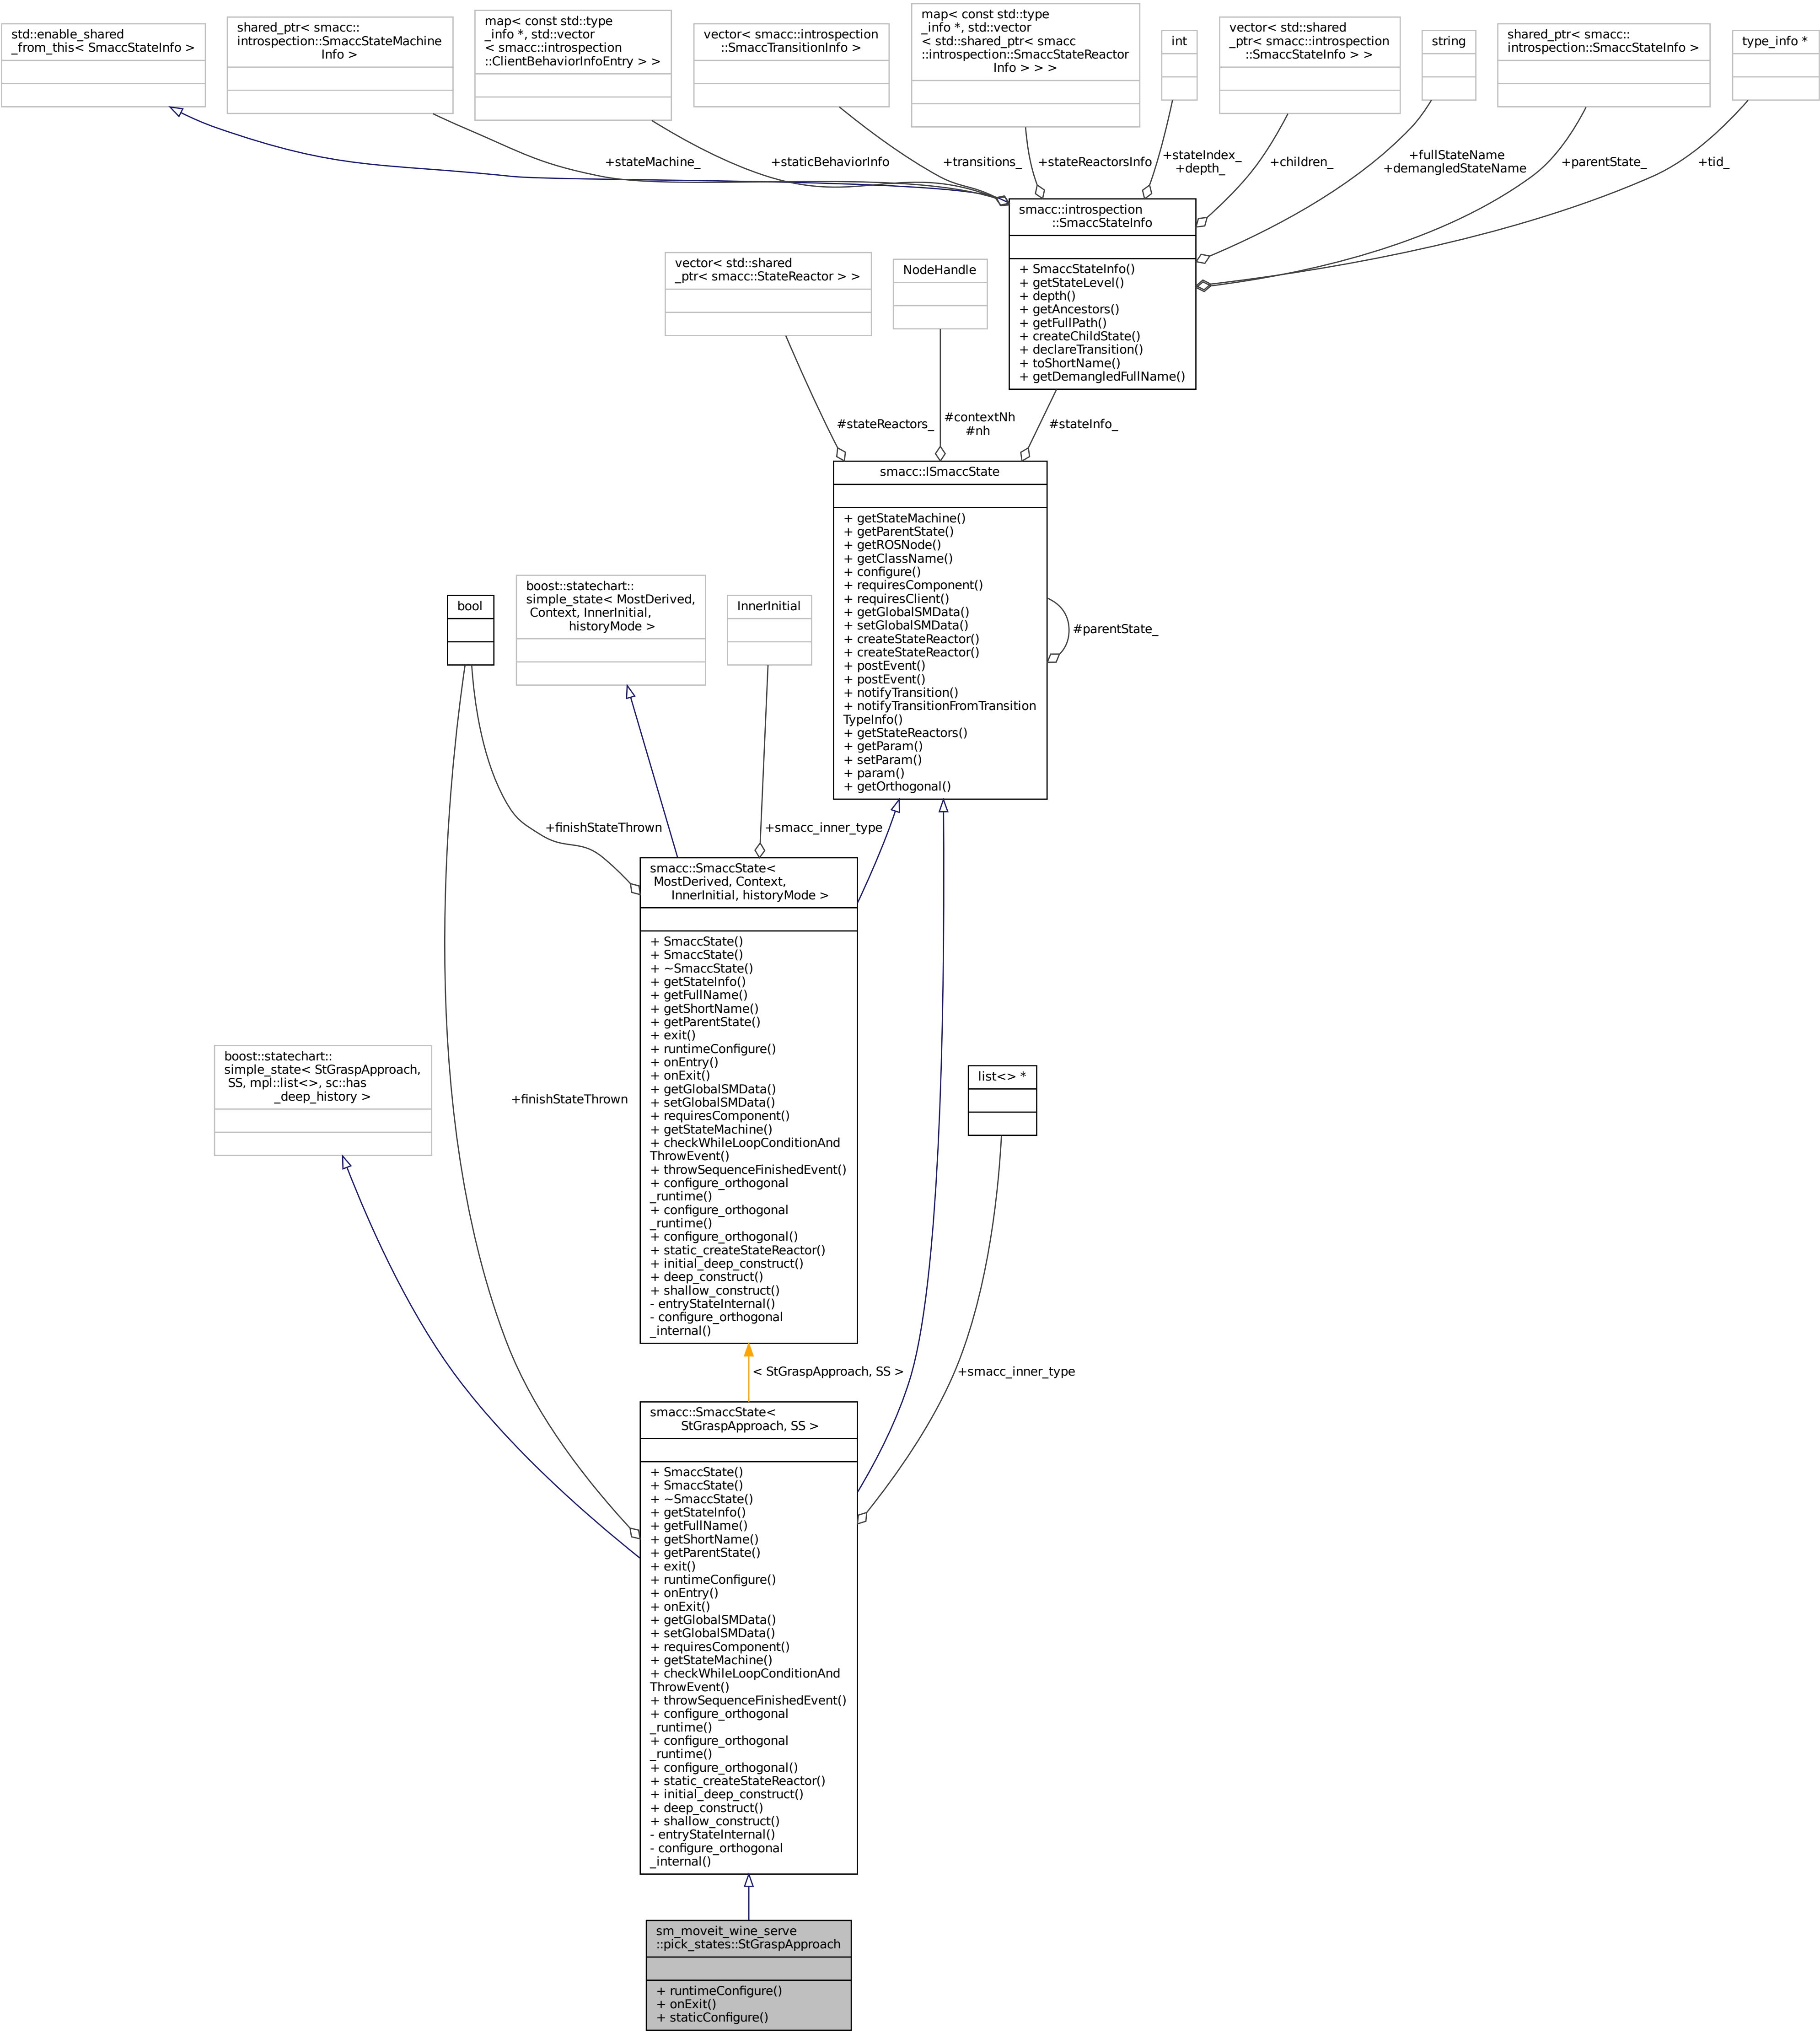 std::enable_shared
_from_this< SmaccStateInfo >
shared_ptr< smacc::
introspection::SmaccStateMachine
Info >
map< const std::type
_info *, std::vector
< smacc::introspection
::ClientBehaviorInfoEntry > >
vector< smacc::introspection
::SmaccTransitionInfo >
map< const std::type
_info *, std::vector
< std::shared_ptr< smacc
::introspection::SmaccStateReactor
Info > > >
int
vector< std::shared
_ptr< smacc::introspection
::SmaccStateInfo > >
string
shared_ptr< smacc::
introspection::SmaccStateInfo >
type_info *
+stateMachine_
+staticBehaviorInfo
+transitions_
+stateReactorsInfo
+stateIndex_
+depth_
+children_
+fullStateName
+demangledStateName
+parentState_
+tid_
smacc::introspection
::SmaccStateInfo
+ SmaccStateInfo()
+ getStateLevel()
+ depth()
+ getAncestors()
+ getFullPath()
+ createChildState()
+ declareTransition()
+ toShortName()
+ getDemangledFullName()
vector< std::shared
_ptr< smacc::StateReactor > >
NodeHandle
#stateReactors_
#contextNh
#nh
#stateInfo_
smacc::ISmaccState
+ getStateMachine()
+ getParentState()
+ getROSNode()
+ getClassName()
+ configure()
+ requiresComponent()
+ requiresClient()
+ getGlobalSMData()
+ setGlobalSMData()
+ createStateReactor()
+ createStateReactor()
+ postEvent()
+ postEvent()
+ notifyTransition()
+ notifyTransitionFromTransition
TypeInfo()
+ getStateReactors()
+ getParam()
+ setParam()
+ param()
+ getOrthogonal()
#parentState_
bool
boost::statechart::
simple_state< MostDerived,
Context, InnerInitial,
historyMode >
InnerInitial
+finishStateThrown
+smacc_inner_type
smacc::SmaccState<
MostDerived, Context,
InnerInitial, historyMode >
+ SmaccState()
+ SmaccState()
+ ~SmaccState()
+ getStateInfo()
+ getFullName()
+ getShortName()
+ getParentState()
+ exit()
+ runtimeConfigure()
+ onEntry()
+ onExit()
+ getGlobalSMData()
+ setGlobalSMData()
+ requiresComponent()
+ getStateMachine()
+ checkWhileLoopConditionAnd
ThrowEvent()
+ throwSequenceFinishedEvent()
+ configure_orthogonal
_runtime()
+ configure_orthogonal
_runtime()
+ configure_orthogonal()
+ static_createStateReactor()
+ initial_deep_construct()
+ deep_construct()
+ shallow_construct()
- entryStateInternal()
- configure_orthogonal
_internal()
boost::statechart::
simple_state< StGraspApproach,
SS, mpl::list<>, sc::has
_deep_history >
+finishStateThrown
list<> *
< StGraspApproach, SS >
+smacc_inner_type
smacc::SmaccState<
StGraspApproach, SS >
+ SmaccState()
+ SmaccState()
+ ~SmaccState()
+ getStateInfo()
+ getFullName()
+ getShortName()
+ getParentState()
+ exit()
+ runtimeConfigure()
+ onEntry()
+ onExit()
+ getGlobalSMData()
+ setGlobalSMData()
+ requiresComponent()
+ getStateMachine()
+ checkWhileLoopConditionAnd
ThrowEvent()
+ throwSequenceFinishedEvent()
+ configure_orthogonal
_runtime()
+ configure_orthogonal
_runtime()
+ configure_orthogonal()
+ static_createStateReactor()
+ initial_deep_construct()
+ deep_construct()
+ shallow_construct()
- entryStateInternal()
- configure_orthogonal
_internal()
sm_moveit_wine_serve
::pick_states::StGraspApproach
+ runtimeConfigure()
+ onExit()
+ staticConfigure()